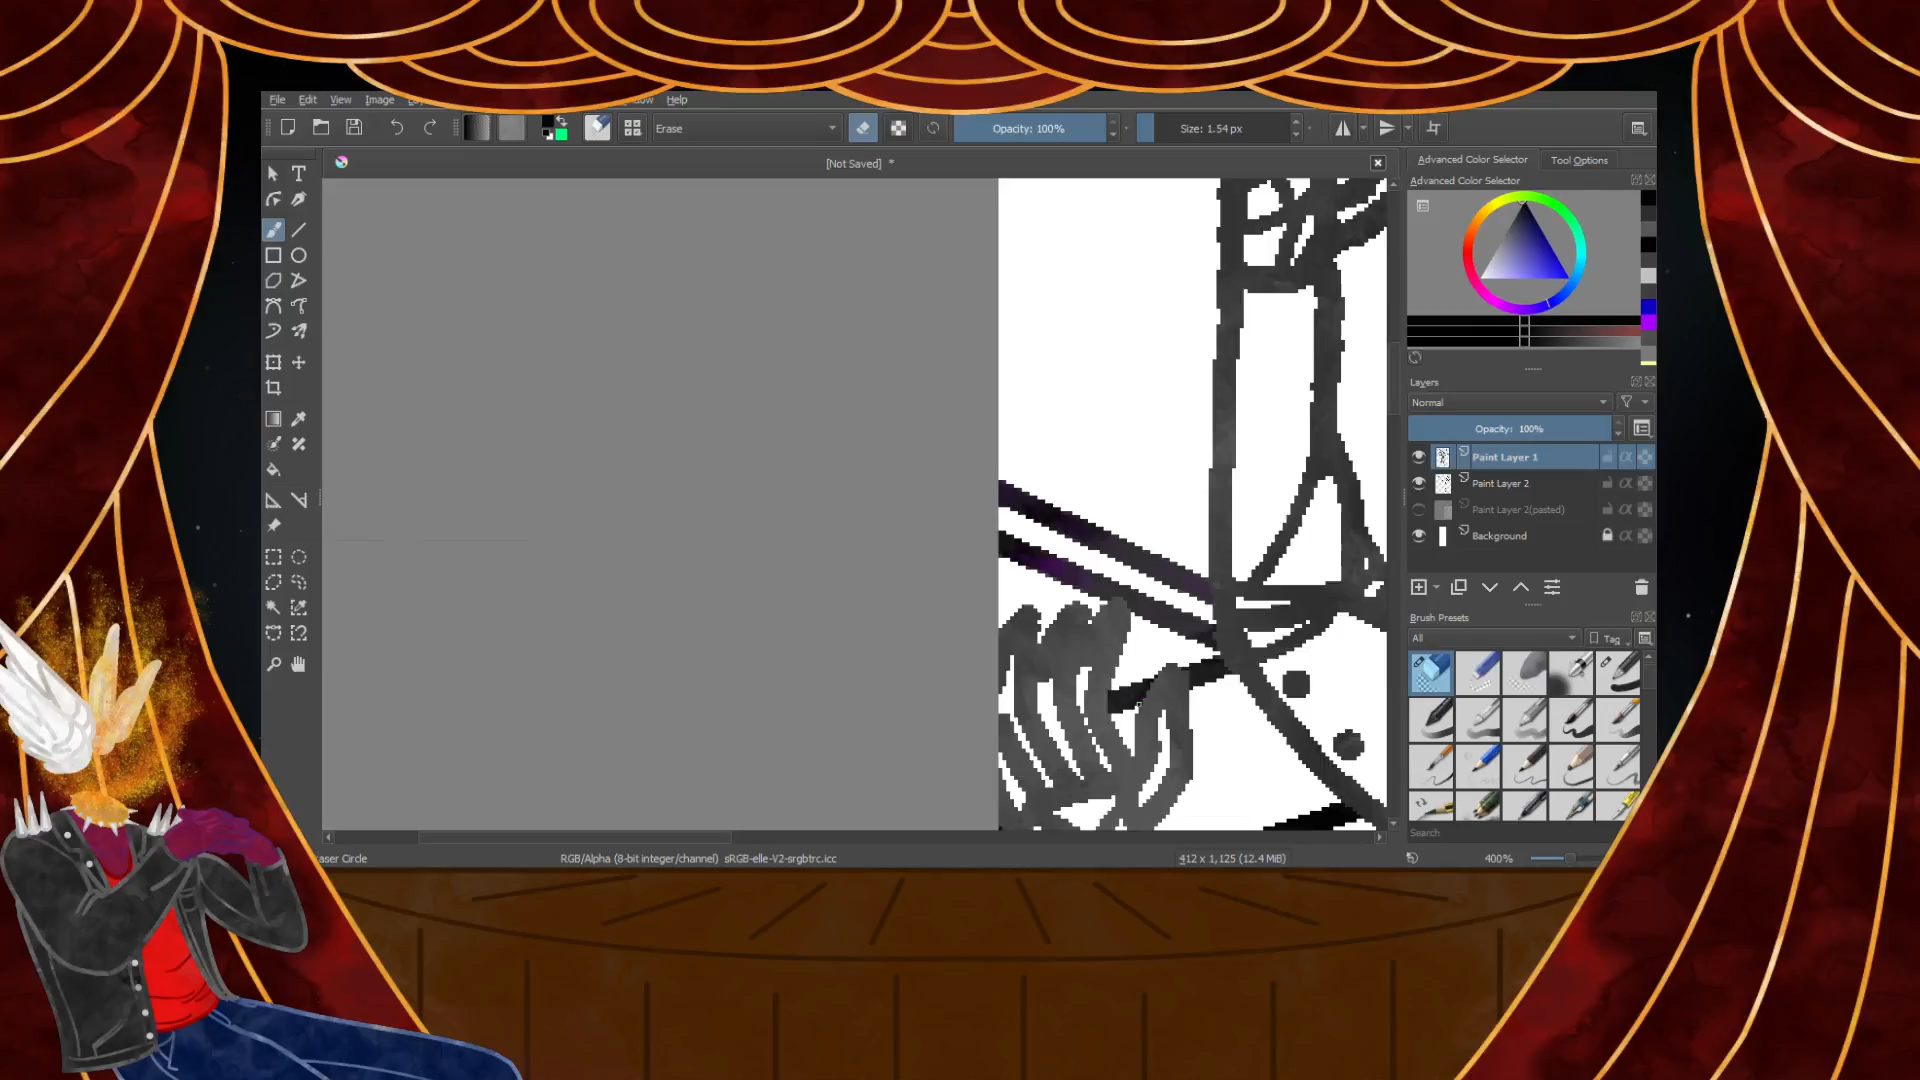 File Edit View Image Help
Erase
Opacity: 100%
Size: 1.54 px
[Not Saved] *
Advanced Color Selector
Tool Options
Advanced Color Selector
Layers
Normal
Opacity: 100%
Paint Layer 1
Paint Layer 2
Paint Layer 2(pasted)
Background
Brush Presets
All
Tag
Search
aser Circle
RGB/Alpha (8-bit integer/channel) sRGB-elle-V2-srgbtrc.icc
412 x 1,125 (12.4 MiB)
400%